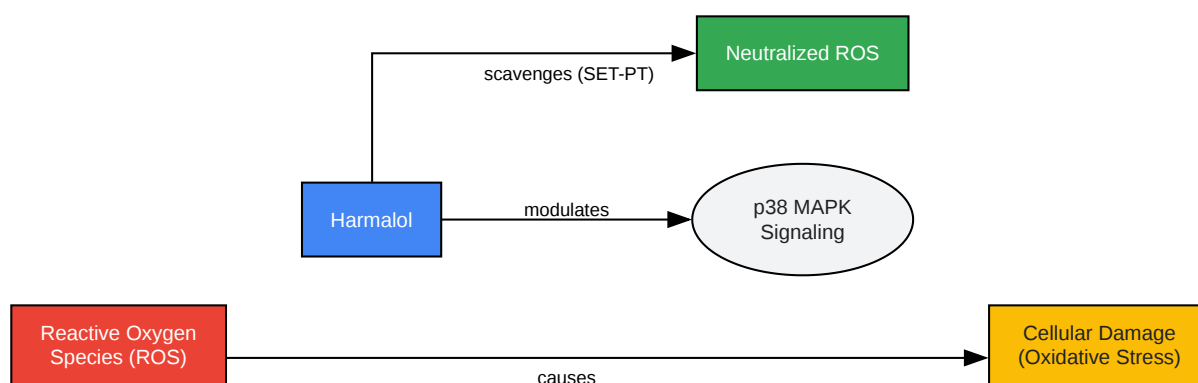 Neutralized ROS
scavenges (SET-PT)
Harmalol
modulates
p38 MAPK
Signaling
Reactive Oxygen
Species (ROS)
causes
Cellular Damage
(Oxidative Stress)